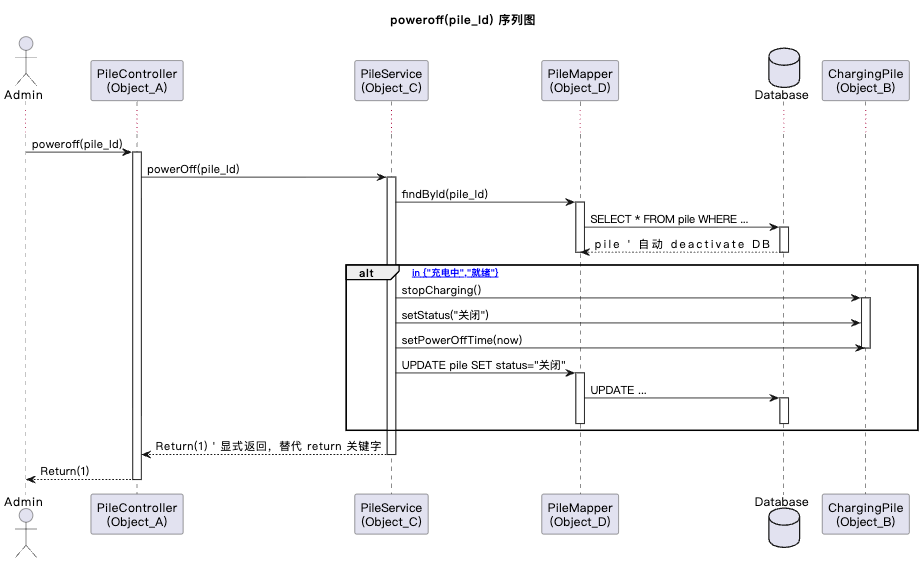 poweroff(pile_Id) 序列图
Admin
PileController
(Object_A)
PileService
(Object_C)
PileMapper
(Object_D)
Database
ChargingPile
(Object_B)
poweroff(pile_Id)
powerOff(pile_Id)
findById(pile_Id)
SELECT * FROM pile WHERE ...
pile ' 自动 deactivate DB
alt
in {"充电中","就绪"}
stopCharging()
setStatus("关闭")
setPowerOffTime(now)
UPDATE pile SET status="关闭"
UPDATE ...
Return(1) ' 显式返回，替代 return 关键字
Return(1)
Admin
PileController
(Object_A)
PileService
(Object_C)
PileMapper
(Object_D)
Database
ChargingPile
(Object_B)